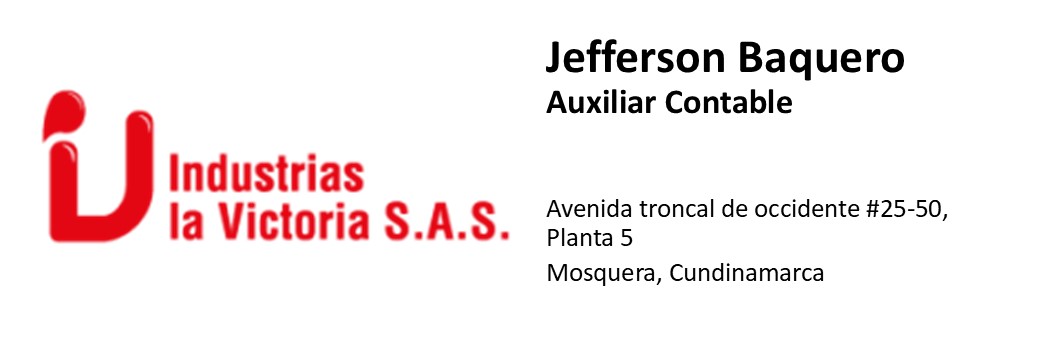 Industrias
la Victoria S.A.S.
Jefferson Baquero
Auxiliar Contable
Avenida troncal de occidente #25-50,
Planta 5
Mosquera, Cundinamarca